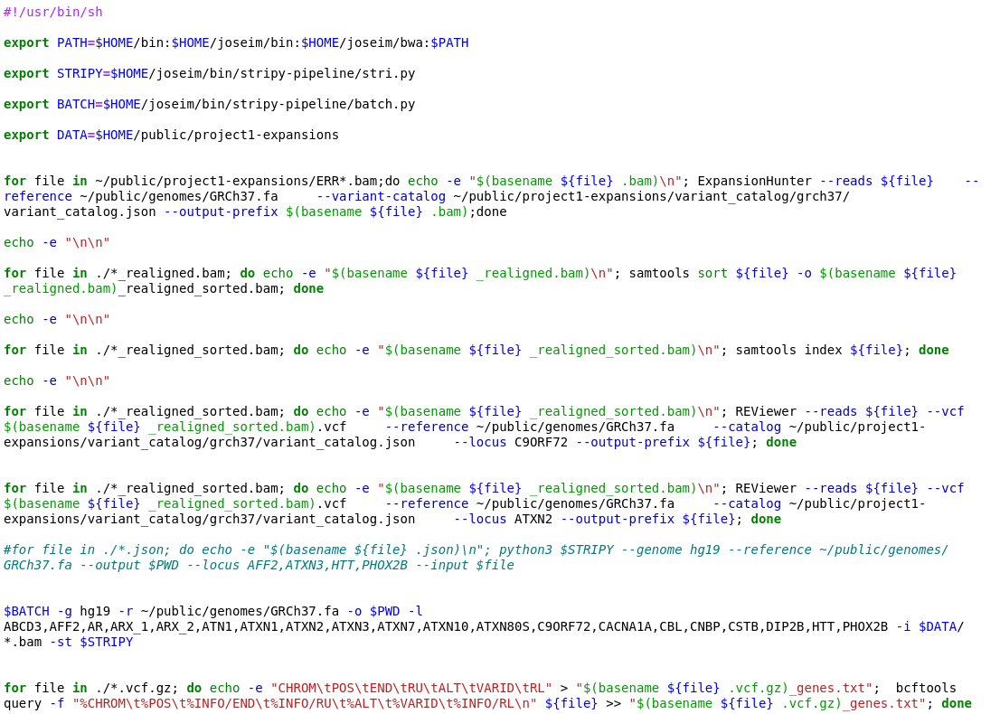 #!/usr/bin/sh
export PATH=$HOME/bin:$HOME/joseim/bin:$HOME/joseim/bwa:$PATH
export STRIPY=$HOME/joseim/bin/stripy-pipeline/stri.py
export BATCH=$HOME/joseim/bin/stripy-pipeline/batch.py
export DATA=$HOME/public/project1-expansions
for file in ~/public/project1-expansions/ERR*.bam;do echo -e "$(basename ${file} .bam)\n"; ExpansionHunter --reads ${file}    --
reference ~/public/genomes/GRCh37.fa     --variant-catalog ~/public/project1-expansions/variant_catalog/grch37/
variant_catalog.json --output-prefix $(basename ${file} .bam);done
echo -e "\n\n"
for file in ./*_realigned.bam; do echo -e "$(basename ${file} _realigned.bam)\n"; samtools sort ${file} -o $(basename ${file}
_realigned.bam)_realigned_sorted.bam; done
echo -e "\n\n"
for file in ./*_realigned_sorted.bam; do echo -e "$(basename ${file} _realigned_sorted.bam)\n"; samtools index ${file}; done
echo -e "\n\n"
for file in ./*_realigned_sorted.bam; do echo -e "$(basename ${file} _realigned_sorted.bam)\n"; REViewer --reads ${file} --vcf
$(basename ${file} _realigned_sorted.bam).vcf     --reference ~/public/genomes/GRCh37.fa     --catalog ~/public/project1-
expansions/variant_catalog/grch37/variant_catalog.json     --locus C9ORF72 --output-prefix ${file}; done
for file in ./*_realigned_sorted.bam; do echo -e "$(basename ${file} _realigned_sorted.bam)\n"; REViewer --reads ${file} --vcf
$(basename ${file} _realigned_sorted.bam).vcf     --reference ~/public/genomes/GRCh37.fa     --catalog ~/public/project1-
expansions/variant_catalog/grch37/variant_catalog.json     --locus ATXN2 --output-prefix ${file}; done
#for file in ./*.json; do echo -e "$(basename ${file} .json)\n"; python3 $STRIPY --genome hg19 --reference ~/public/genomes/
GRCh37.fa --output $PWD --locus AFF2,ATXN3,HTT,PHOX2B --input $file
$BATCH -g hg19 -r ~/public/genomes/GRCh37.fa -o $PWD -l
ABCD3,AFF2,AR,ARX_1,ARX_2,ATN1,ATXN1,ATXN2,ATXN3,ATXN7,ATXN10,ATXN80S,C9ORF72,CACNA1A,CBL,CNBP,CSTB,DIP2B,HTT,PHOX2B -i $DATA/
*.bam -st $STRIPY
for file in ./*.vcf.gz; do echo -e "CHROM\tPOS\tEND\tRU\tALT\tVARID\tRL" > "$(basename ${file} .vcf.gz)_genes.txt";  bcftools
query -f "%CHROM\t%POS\t%INFO/END\t%INFO/RU\t%ALT\t%VARID\t%INFO/RL\n" ${file} >> "$(basename ${file} .vcf.gz)_genes.txt"; done